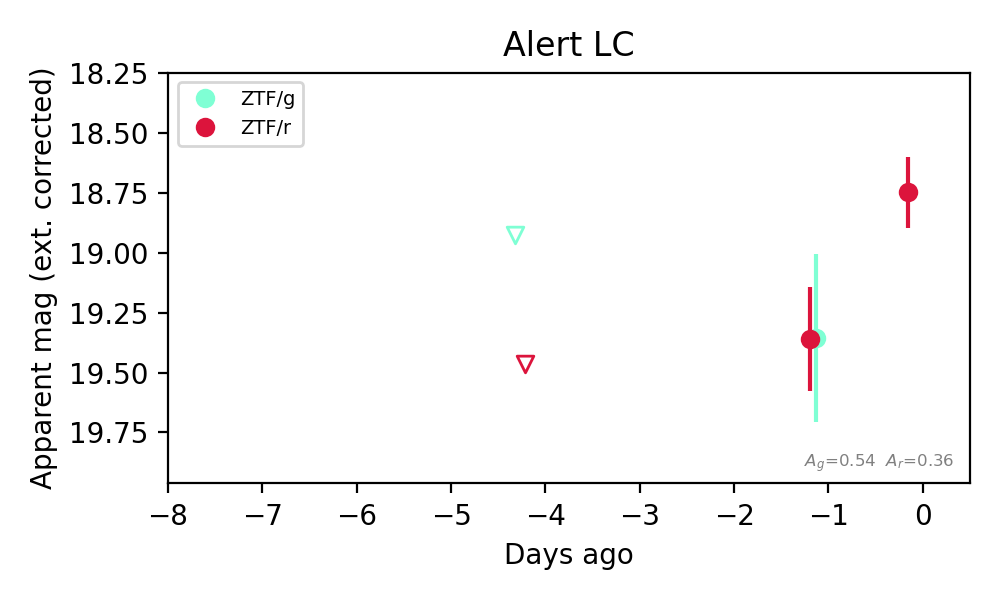 Alert LC
Apparent mag (ext. corrected)
18.25
18.50
18.75
19.00
19.25
19.50
19.75
ZTF/g
ZTF/r
A_g=0.54 A_r=0.36
−8 −7 −6 −5 −4 −3 −2 −1 0
Days ago